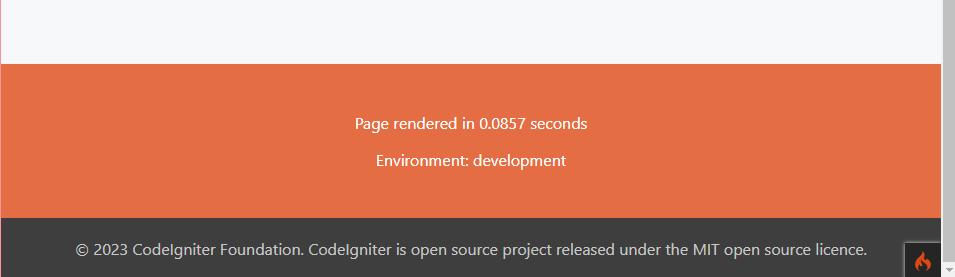 Page rendered in 0.0857 seconds
Environment: development
© 2023 CodeIgniter Foundation. CodeIgniter is open source project released under the MIT open source licence.